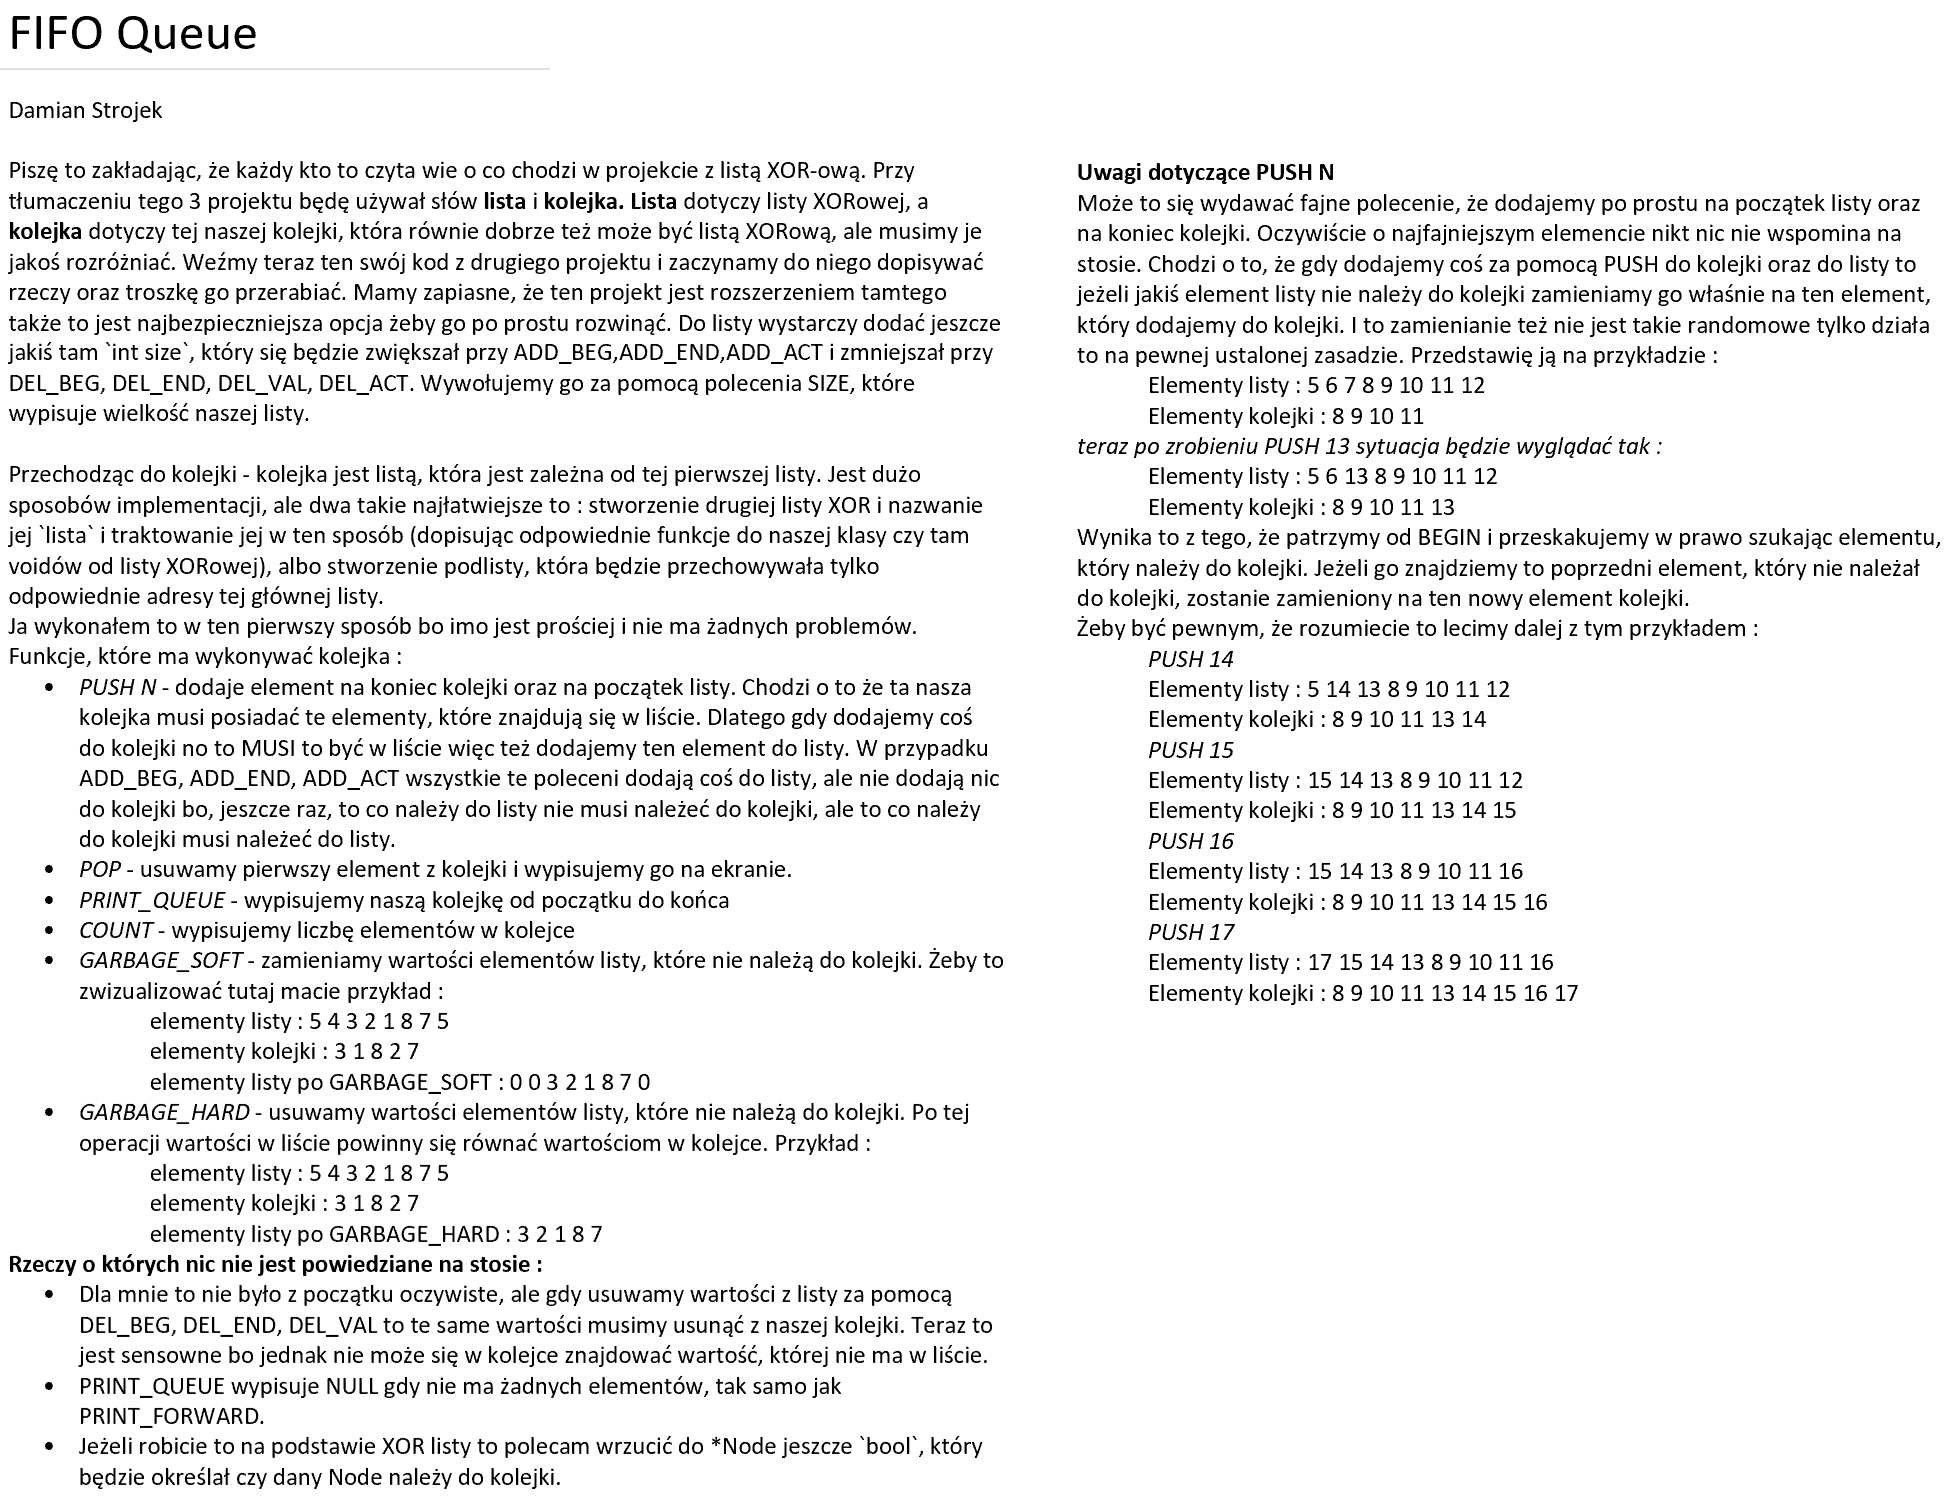 FIFO Queue
Damian Strojek
Piszę to zakładając, że każdy kto to czyta wie o co chodzi w projekcie z listą XOR-ową. Przy
tłumaczeniu tego 3 projektu będę używał słów lista i kolejka. Lista dotyczy listy XORowej, a
kolejka dotyczy tej naszej kolejki, która równie dobrze też może być listą XORową, ale musimy je
jakoś rozróżniać. Weźmy teraz ten swój kod z drugiego projektu i zaczynamy do niego dopisywać
rzeczy oraz troszkę go przerabiać. Mamy zapiasne, że ten projekt jest rozszerzeniem tamtego
także to jest najbezpieczniejsza opcja żeby go po prostu rozwinąć. Do listy wystarczy dodać jeszcze
jakiś tam `int size`, który się będzie zwiększał przy ADD_BEG,ADD_END,ADD_ACT i zmniejszał przy
DEL_BEG, DEL_END, DEL_VAL, DEL_ACT. Wywołujemy go za pomocą polecenia SIZE, które
wypisuje wielkość naszej listy.
Przechodząc do kolejki - kolejka jest listą, która jest zależna od tej pierwszej listy. Jest dużo
sposobów implementacji, ale dwa takie najłatwiejsze to : stworzenie drugiej listy XOR i nazwanie
jej `lista` i traktowanie jej w ten sposób (dopisując odpowiednie funkcje do naszej klasy czy tam
voidów od listy XORowej), albo stworzenie podlisty, która będzie przechowywała tylko
odpowiednie adresy tej głównej listy.
Ja wykonałem to w ten pierwszy sposób bo imo jest prościej i nie ma żadnych problemów.
Funkcje, które ma wykonywać kolejka :
• PUSH N - dodaje element na koniec kolejki oraz na początek listy. Chodzi o to że ta nasza
kolejka musi posiadać te elementy, które znajdują się w liście. Dlatego gdy dodajemy coś
do kolejki no to MUSI to być w liście więc też dodajemy ten element do listy. W przypadku
ADD_BEG, ADD_END, ADD_ACT wszystkie te poleceni dodają coś do listy, ale nie dodają nic
do kolejki bo, jeszcze raz, to co należy do listy nie musi należeć do kolejki, ale to co należy
do kolejki musi należeć do listy.
• POP - usuwamy pierwszy element z kolejki i wypisujemy go na ekranie.
• PRINT_QUEUE - wypisujemy naszą kolejkę od początku do końca
• COUNT - wypisujemy liczbę elementów w kolejce
• GARBAGE_SOFT - zamieniamy wartości elementów listy, które nie należą do kolejki. Żeby to
zwizualizować tutaj macie przykład :
elementy listy : 5 4 3 2 1 8 7 5
elementy kolejki : 3 1 8 2 7
elementy listy po GARBAGE_SOFT : 0 0 3 2 1 8 7 0
• GARBAGE_HARD - usuwamy wartości elementów listy, które nie należą do kolejki. Po tej
operacji wartości w liście powinny się równać wartościom w kolejce. Przykład :
elementy listy : 5 4 3 2 1 8 7 5
elementy kolejki : 3 1 8 2 7
elementy listy po GARBAGE_HARD : 3 2 1 8 7
Rzeczy o których nic nie jest powiedziane na stosie :
• Dla mnie to nie było z początku oczywiste, ale gdy usuwamy wartości z listy za pomocą
DEL_BEG, DEL_END, DEL_VAL to te same wartości musimy usunąć z naszej kolejki. Teraz to
jest sensowne bo jednak nie może się w kolejce znajdować wartość, której nie ma w liście.
• PRINT_QUEUE wypisuje NULL gdy nie ma żadnych elementów, tak samo jak
PRINT_FORWARD.
• Jeżeli robicie to na podstawie XOR listy to polecam wrzucić do *Node jeszcze `bool`, który
będzie określał czy dany Node należy do kolejki.
Uwagi dotyczące PUSH N
Może to się wydawać fajne polecenie, że dodajemy po prostu na początek listy oraz
na koniec kolejki. Oczywiście o najfajniejszym elemencie nikt nic nie wspomina na
stosie. Chodzi o to, że gdy dodajemy coś za pomocą PUSH do kolejki oraz do listy to
jeżeli jakiś element listy nie należy do kolejki zamieniamy go właśnie na ten element,
który dodajemy do kolejki. I to zamienianie też nie jest takie randomowe tylko działa
to na pewnej ustalonej zasadzie. Przedstawię ją na przykładzie :
Elementy listy : 5 6 7 8 9 10 11 12
Elementy kolejki : 8 9 10 11
teraz po zrobieniu PUSH 13 sytuacja będzie wyglądać tak :
Elementy listy : 5 6 13 8 9 10 11 12
Elementy kolejki : 8 9 10 11 13
Wynika to z tego, że patrzymy od BEGIN i przeskakujemy w prawo szukając elementu,
który należy do kolejki. Jeżeli go znajdziemy to poprzedni element, który nie należał
do kolejki, zostanie zamieniony na ten nowy element kolejki.
Żeby być pewnym, że rozumiecie to lecimy dalej z tym przykładem :
PUSH 14
Elementy listy : 5 14 13 8 9 10 11 12
Elementy kolejki : 8 9 10 11 13 14
PUSH 15
Elementy listy : 15 14 13 8 9 10 11 12
Elementy kolejki : 8 9 10 11 13 14 15
PUSH 16
Elementy listy : 15 14 13 8 9 10 11 16
Elementy kolejki : 8 9 10 11 13 14 15 16
PUSH 17
Elementy listy : 17 15 14 13 8 9 10 11 16
Elementy kolejki : 8 9 10 11 13 14 15 16 17